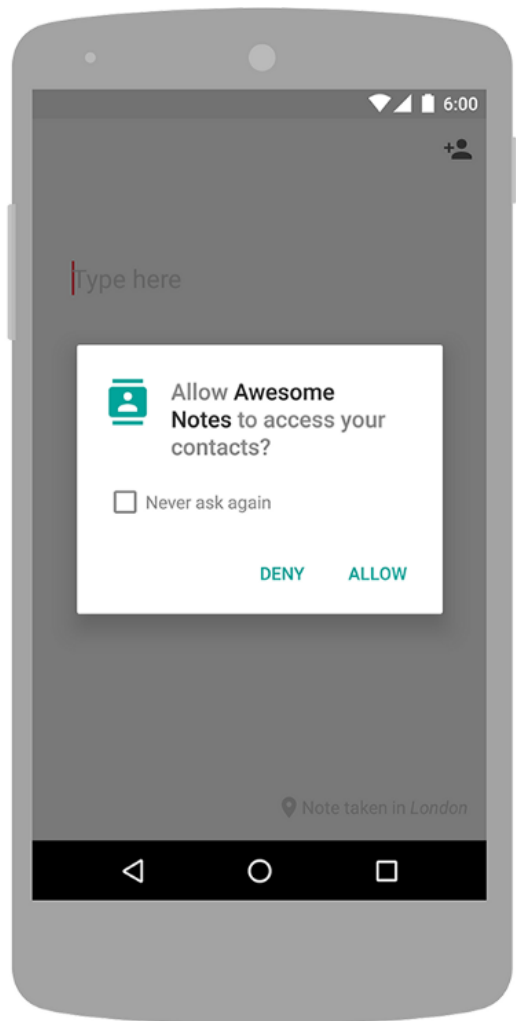 6:00
Type here
Allow Awesome
Notes to access your
contacts?
Never ask again
DENY ALLOW
Note taken in London